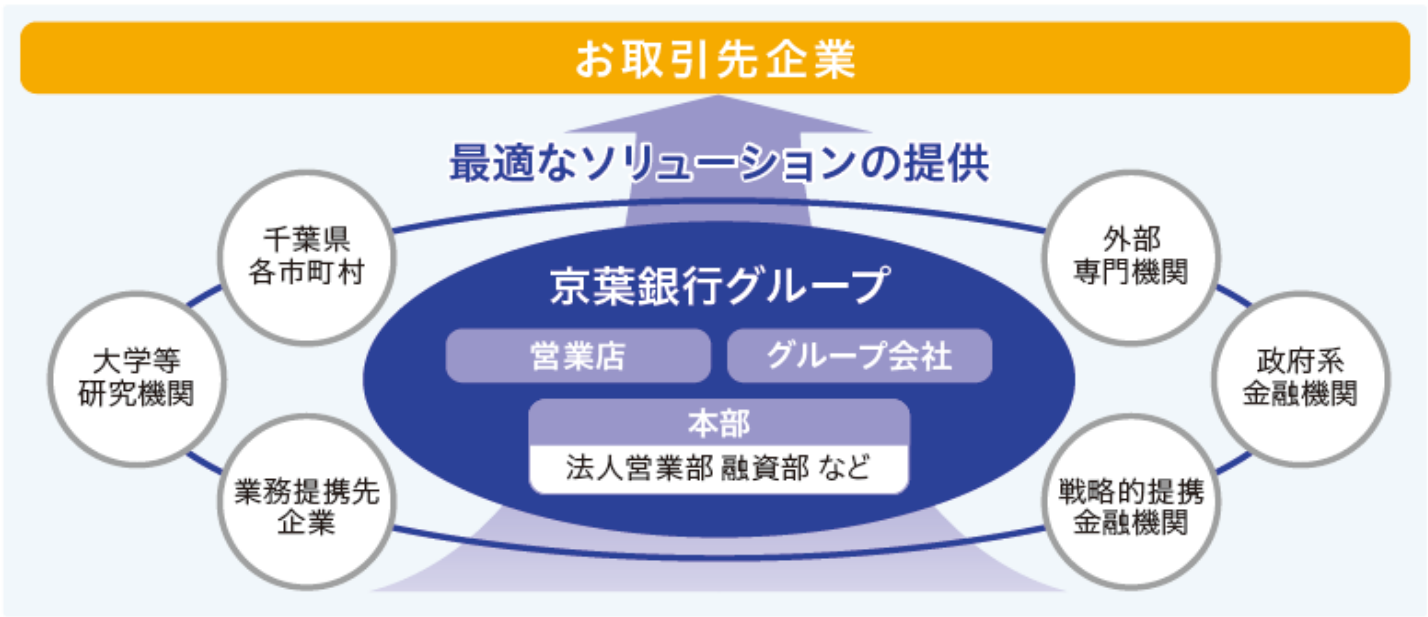 お取引先企業
最適なソリューションの提供
千葉県
各市町村
外部
専門機関
京葉銀行グループ
営業店
グループ会社
大学等
研究機関
政府系
金融機関
本部
法人営業部 融資部 など
業務提携先
企業
戦略的提携
金融機関